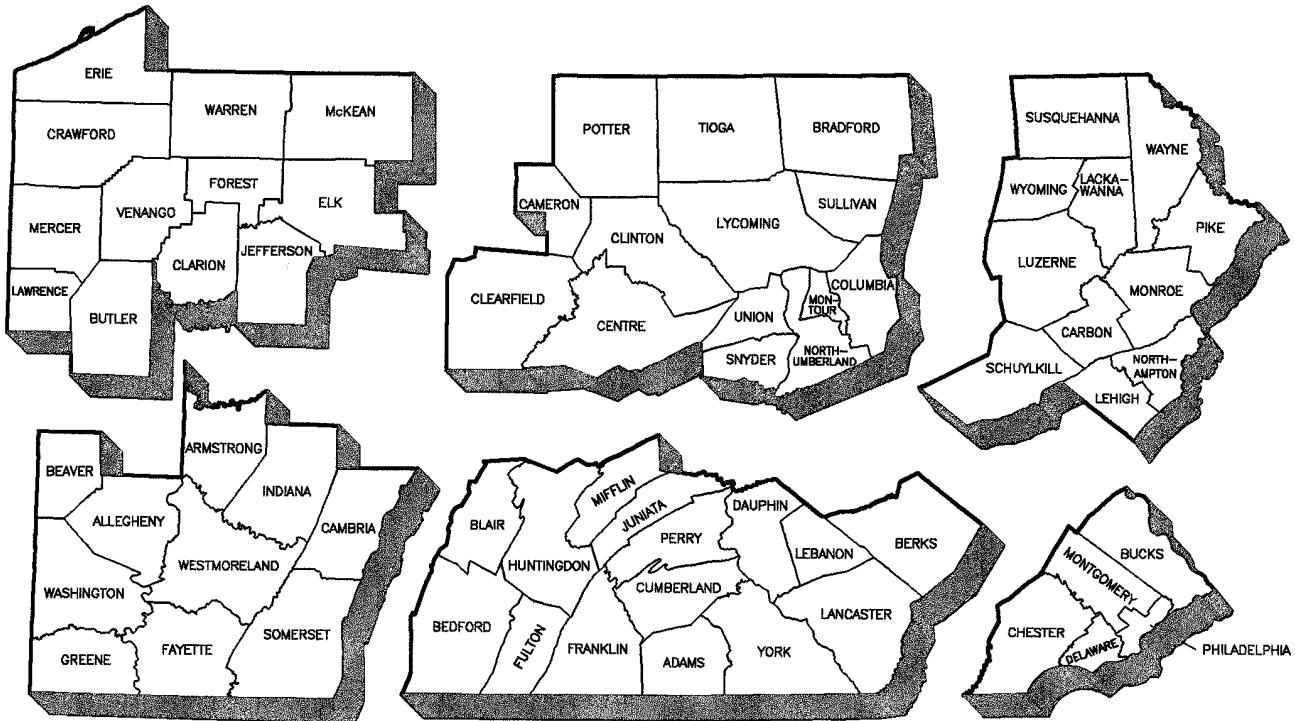 ERIE
CRAWFORD
WARREN
McKEAN
FOREST
VENANGO
ELK
MERCER
CLARION
JEFFERSON
LAWRENCE
BUTLER
POTTER
TIOGA
BRADFORD
CAMERON
CLINTON
LYCOMING
SULLIVAN
CLEARFIELD
CENTRE
UNION
MON-
TOUR
COLUMBIA
SNYDER
NORTH-
UMBERLAND
SUSQUEHANNA
WAYNE
WYOMING
LACKA-
WANNA
PIKE
LUZERNE
MONROE
CARBON
SCHUYLKILL
NORTH-
AMPTON
LEHIGH
BEAVER
ARMSTRONG
INDIANA
ALLEGHENY
CAMBRIA
WESTMORELAND
WASHINGTON
GREENE
FAYETTE
SOMERSET
BLAIR
MIFFLIN
JUNIATA
DAUPHIN
PERRY
HUNTINGDON
LEBANON
BERKS
CUMBERLAND
BEDFORD
FULTON
FRANKLIN
ADAMS
YORK
LANCASTER
BUCKS
MONTGOMERY
CHESTER
DELAWARE
PHILADELPHIA